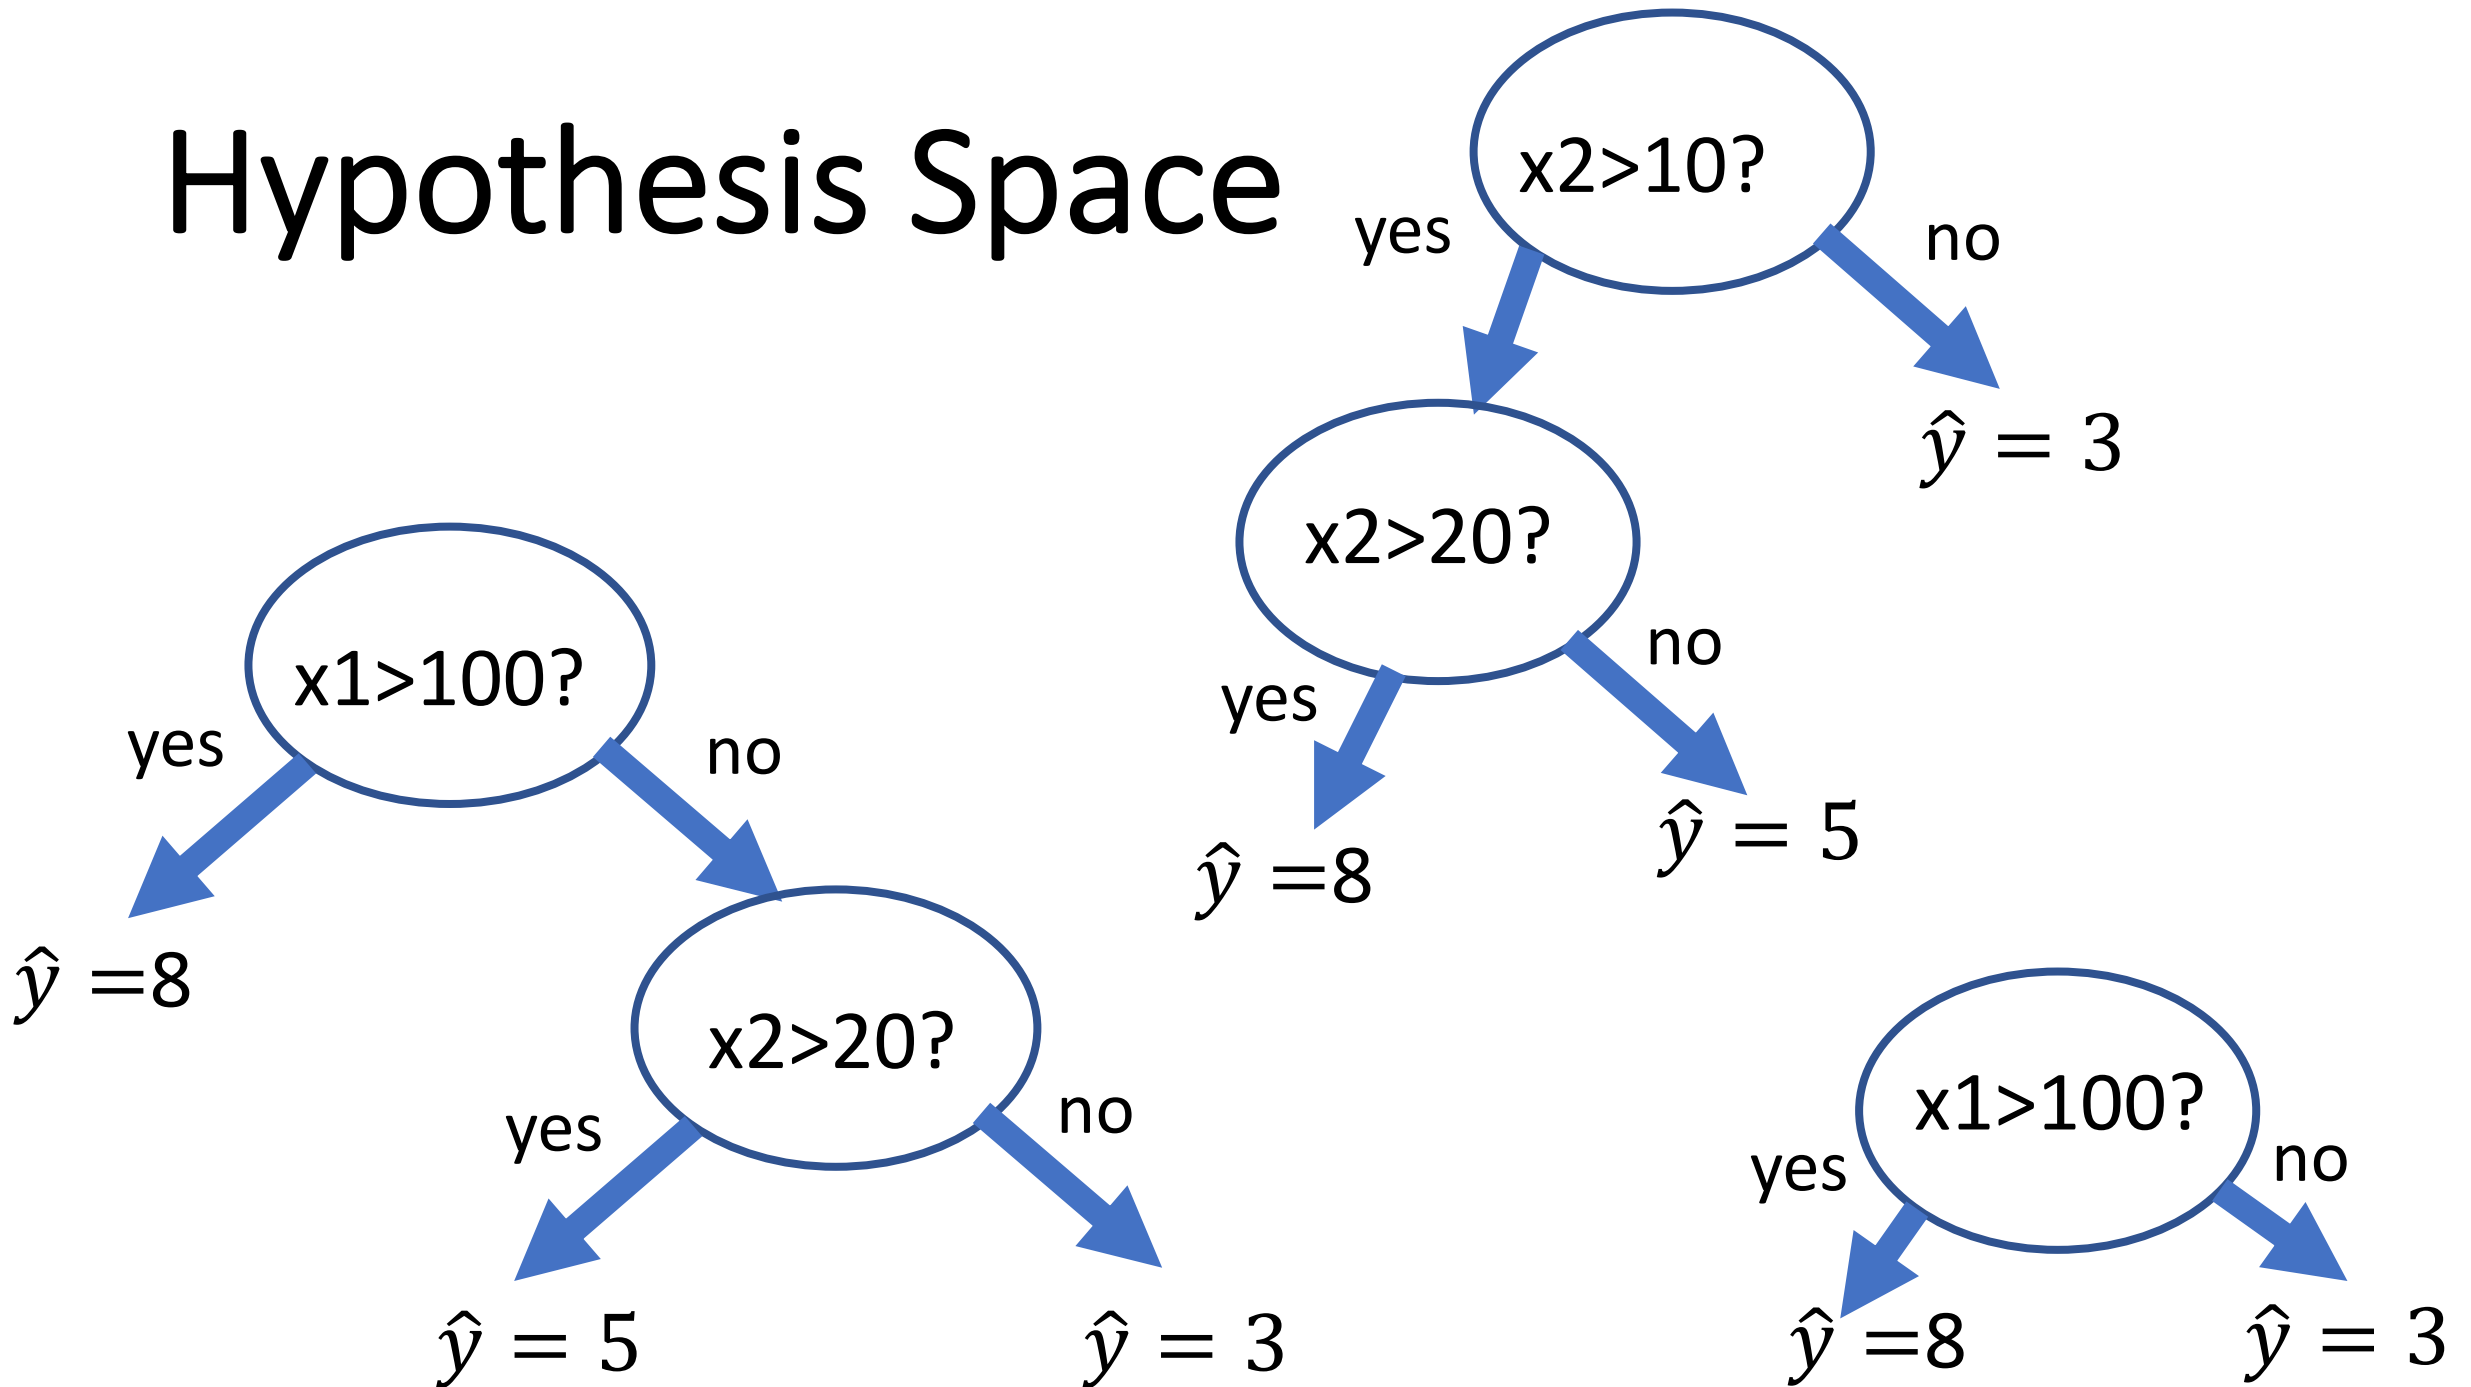 Hypothesis Space
x2>10?
yes
no
ŷ = 3
x2>20?
yes
no
ŷ =8
ŷ = 5
x1>100?
yes
no
ŷ =8
x2>20?
yes
no
ŷ = 5
ŷ = 3
x1>100?
yes
no
ŷ =8
ŷ = 3